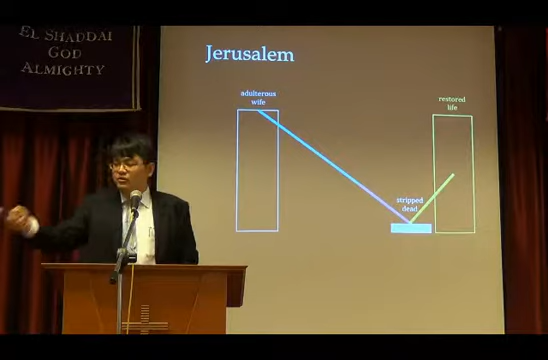 EL SHADDAI
GOD
ALMIGHTY
Jerusalem
adulterous
wife
restored
life
stripped
dead